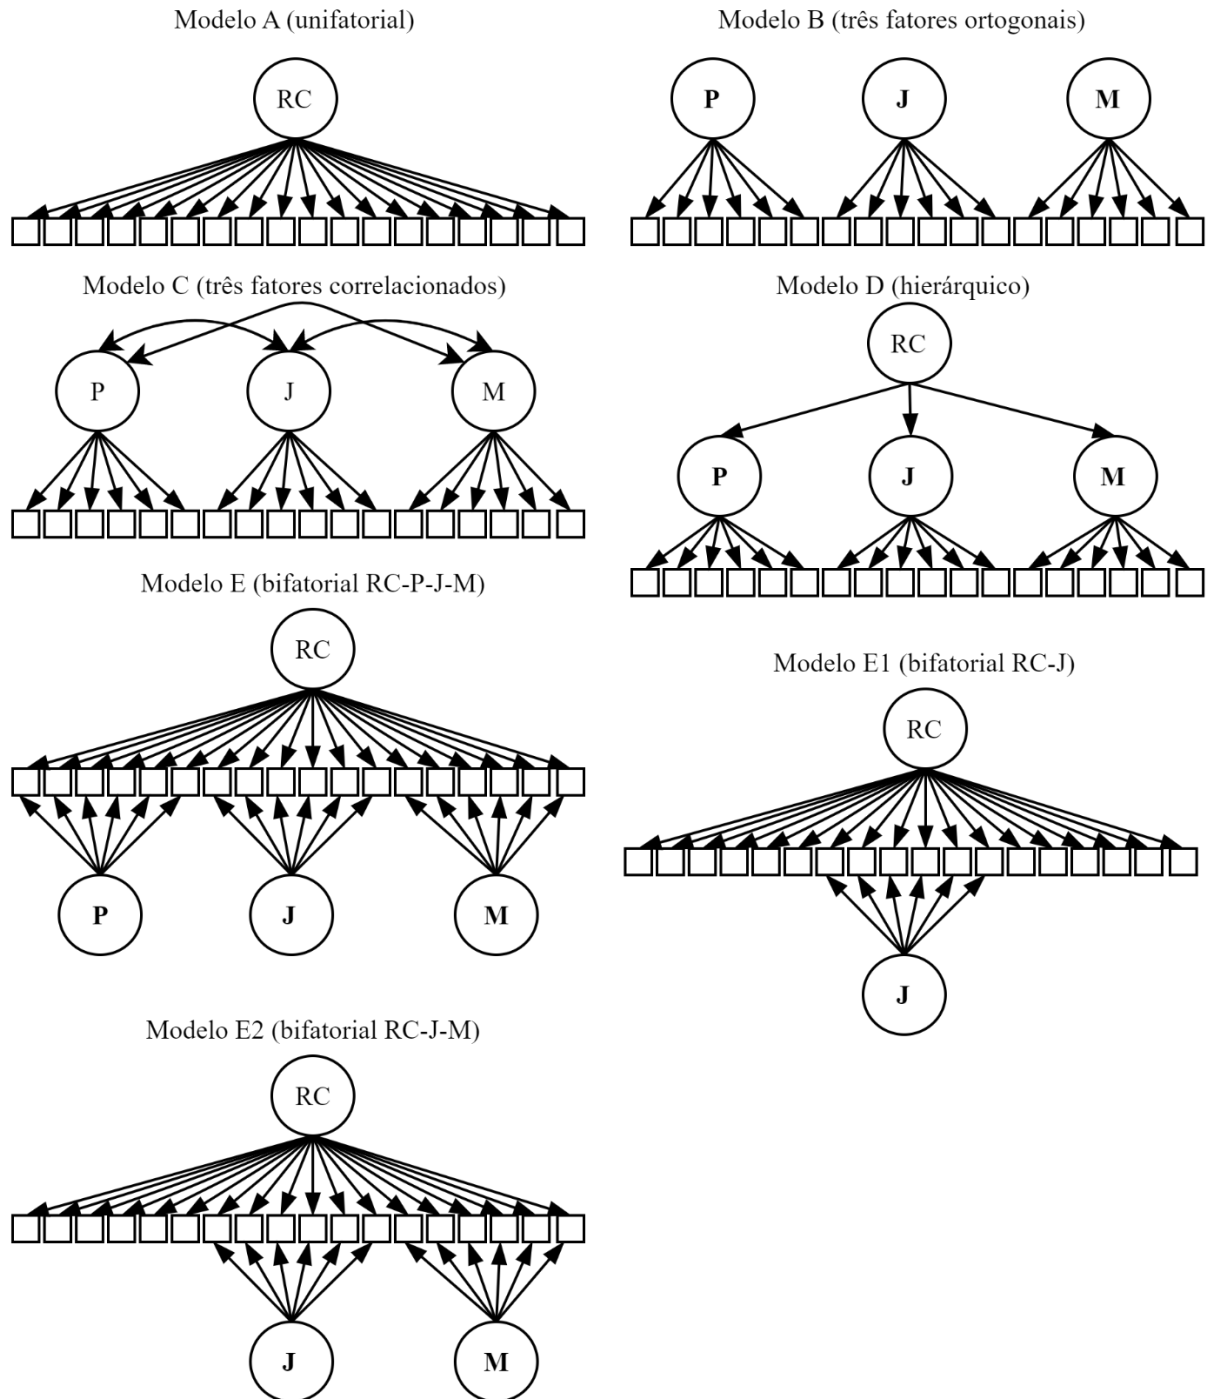 Modelo A (unifatorial)
RC
Modelo B (três fatores ortogonais)
P J M
Modelo C (três fatores correlacionados)
P J M
Modelo D (hierárquico)
RC
P J M
Modelo E (bifatorial RC-P-J-M)
RC
P J M
Modelo E1 (bifatorial RC-J)
RC
J
Modelo E2 (bifatorial RC-J-M)
RC
J M